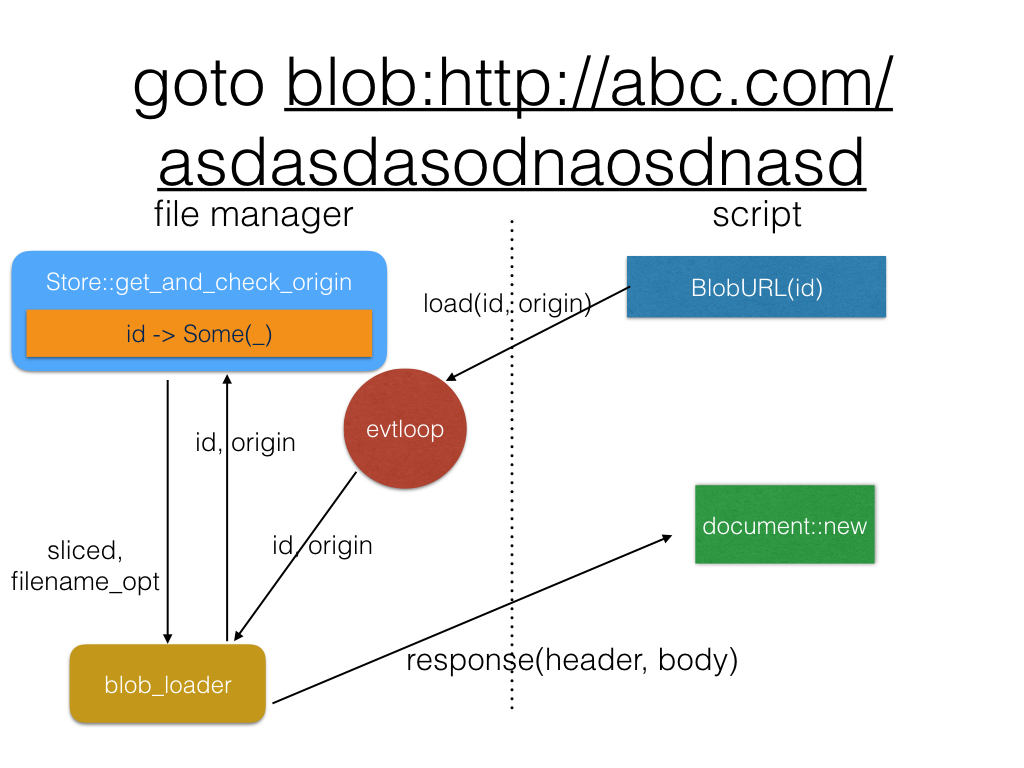 goto blob:http://abc.com/
asdasdasodnaosdnasd
file manager
script
Store::get_and_check_origin
id -> Some(_)
load(id, origin)
BlobURL(id)
evtloop
id, origin
document::new
id, origin
sliced,
filename_opt
response(header, body)
blob_loader